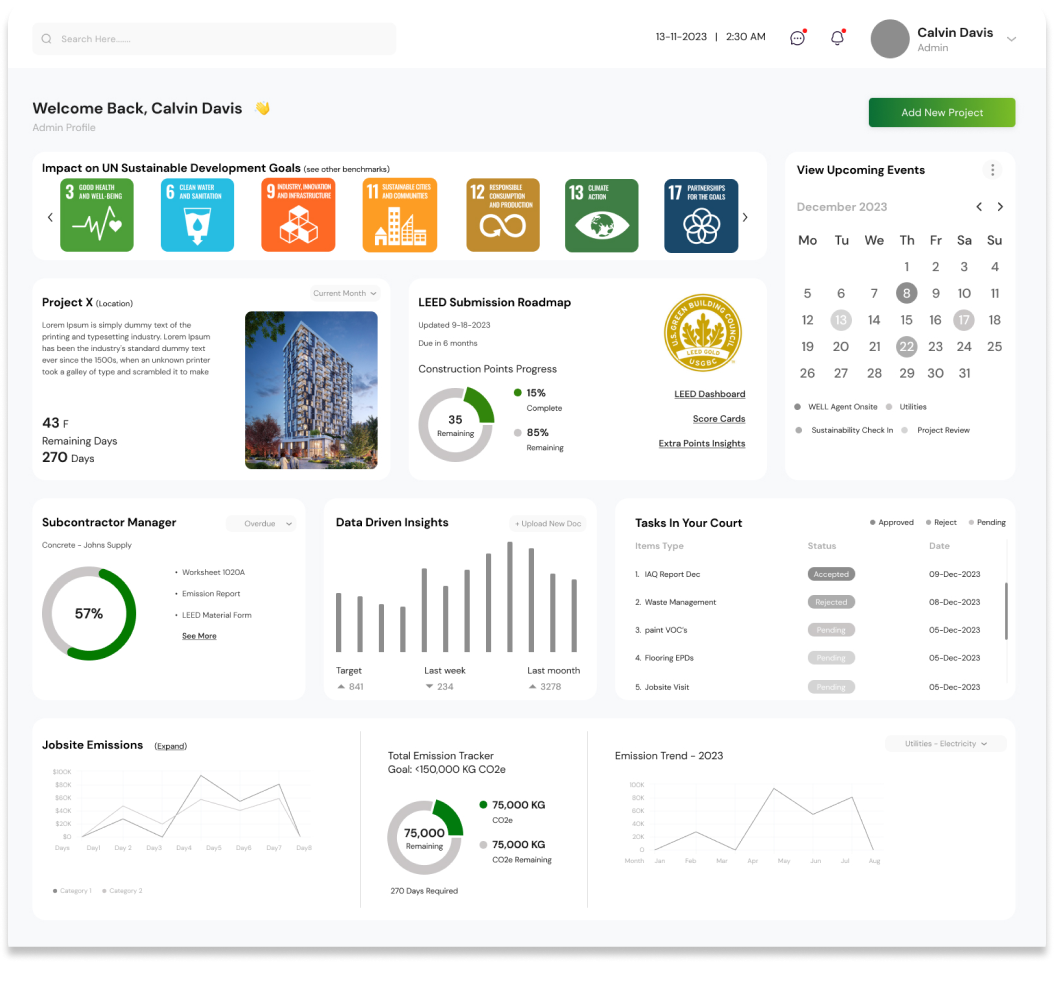 Search Here.......
13-11-2023 | 2:30 AM
Calvin Davis
Admin
Welcome Back, Calvin Davis 👋
Admin Profile
Add New Project
Impact on UN Sustainable Development Goals (see other benchmarks)
3 GOOD HEALTH
AND WELL-BEING
6 CLEAN WATER
AND SANITATION
9 INDUSTRY, INNOVATION
AND INFRASTRUCTURE
11 SUSTAINABLE CITIES
AND COMMUNITIES
12 RESPONSIBLE
CONSUMPTION
AND PRODUCTION
13 CLIMATE
ACTION
17 PARTNERSHIPS
FOR THE GOALS
View Upcoming Events
December 2023
Mo Tu We Th Fr Sa Su
1 2 3 4
5 6 7 8 9 10 11
12 13 14 15 16 17 18
19 20 21 22 23 24 25
26 27 28 29 30 31
WELL Agent Onsite Utilities
Sustainability Check In Project Review
Project X (Location)
Current Month
Lorem Ipsum is simply dummy text of the
printing and typesetting industry. Lorem Ipsum
has been the industry's standard dummy text
ever since the 1500s, when an unknown printer
took a galley of type and scrambled it to make
43 F
Remaining Days
270 Days
LEED Submission Roadmap
Updated 9-18-2023
Due in 6 months
Construction Points Progress
35
Remaining
15%
Complete
85%
Remaining
U.S. GREEN BUILDING COUNCIL
LEED GOLD
USGBC
LEED Dashboard
Score Cards
Extra Points Insights
Subcontractor Manager
Overdue
Concrete - Johns Supply
57%
• Worksheet 1020A
• Emission Report
• LEED Material Form
See More
Data Driven Insights
+ Upload New Doc
Target Last week Last moonth
841 234 3278
Tasks In Your Court
Approved Reject Pending
Items Type Status Date
1. IAQ Report Dec Accepted 09-Dec-2023
2. Waste Management Rejected 08-Dec-2023
3. paint VOC's Pending 05-Dec-2023
4. Flooring EPDs Pending 05-Dec-2023
5. Jobsite Visit Pending 05-Dec-2023
Jobsite Emissions (Expand)
$100K
$80K
$60K
$40K
$20K
$0
Days Day1 Day 2 Day3 Day4 Day5 Day6 Day7 Day8
Category 1 Category 2
Total Emission Tracker
Goal: <150,000 KG CO2e
75,000
Remaining
75,000 KG
CO2e
75,000 KG
CO2e Remaining
270 Days Required
Emission Trend - 2023
Utilities - Electricity
100K
80K
60K
40K
20K
0
Month Jan Feb Mar Apr May Jun Jul Aug